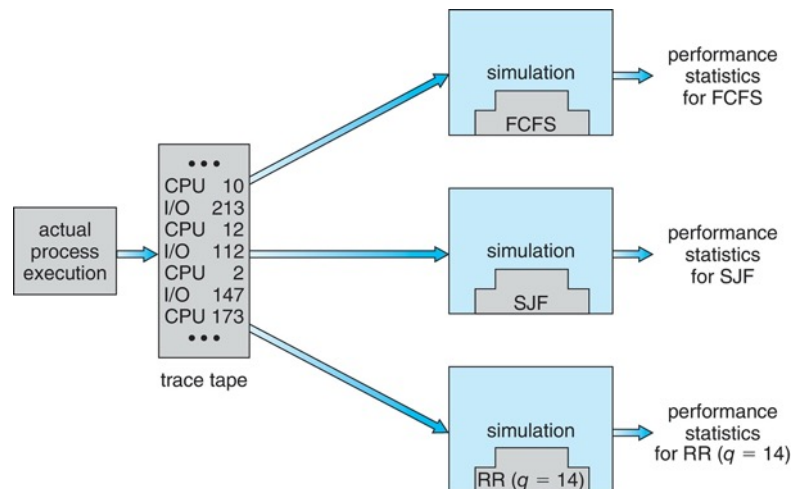 actual
process
execution
• • •
CPU 10
I/O 213
CPU 12
I/O 112
CPU 2
I/O 147
CPU 173
• • •
trace tape
simulation
FCFS
performance
statistics
for FCFS
simulation
SJF
performance
statistics
for SJF
simulation
RR (q = 14)
performance
statistics
for RR (q = 14)